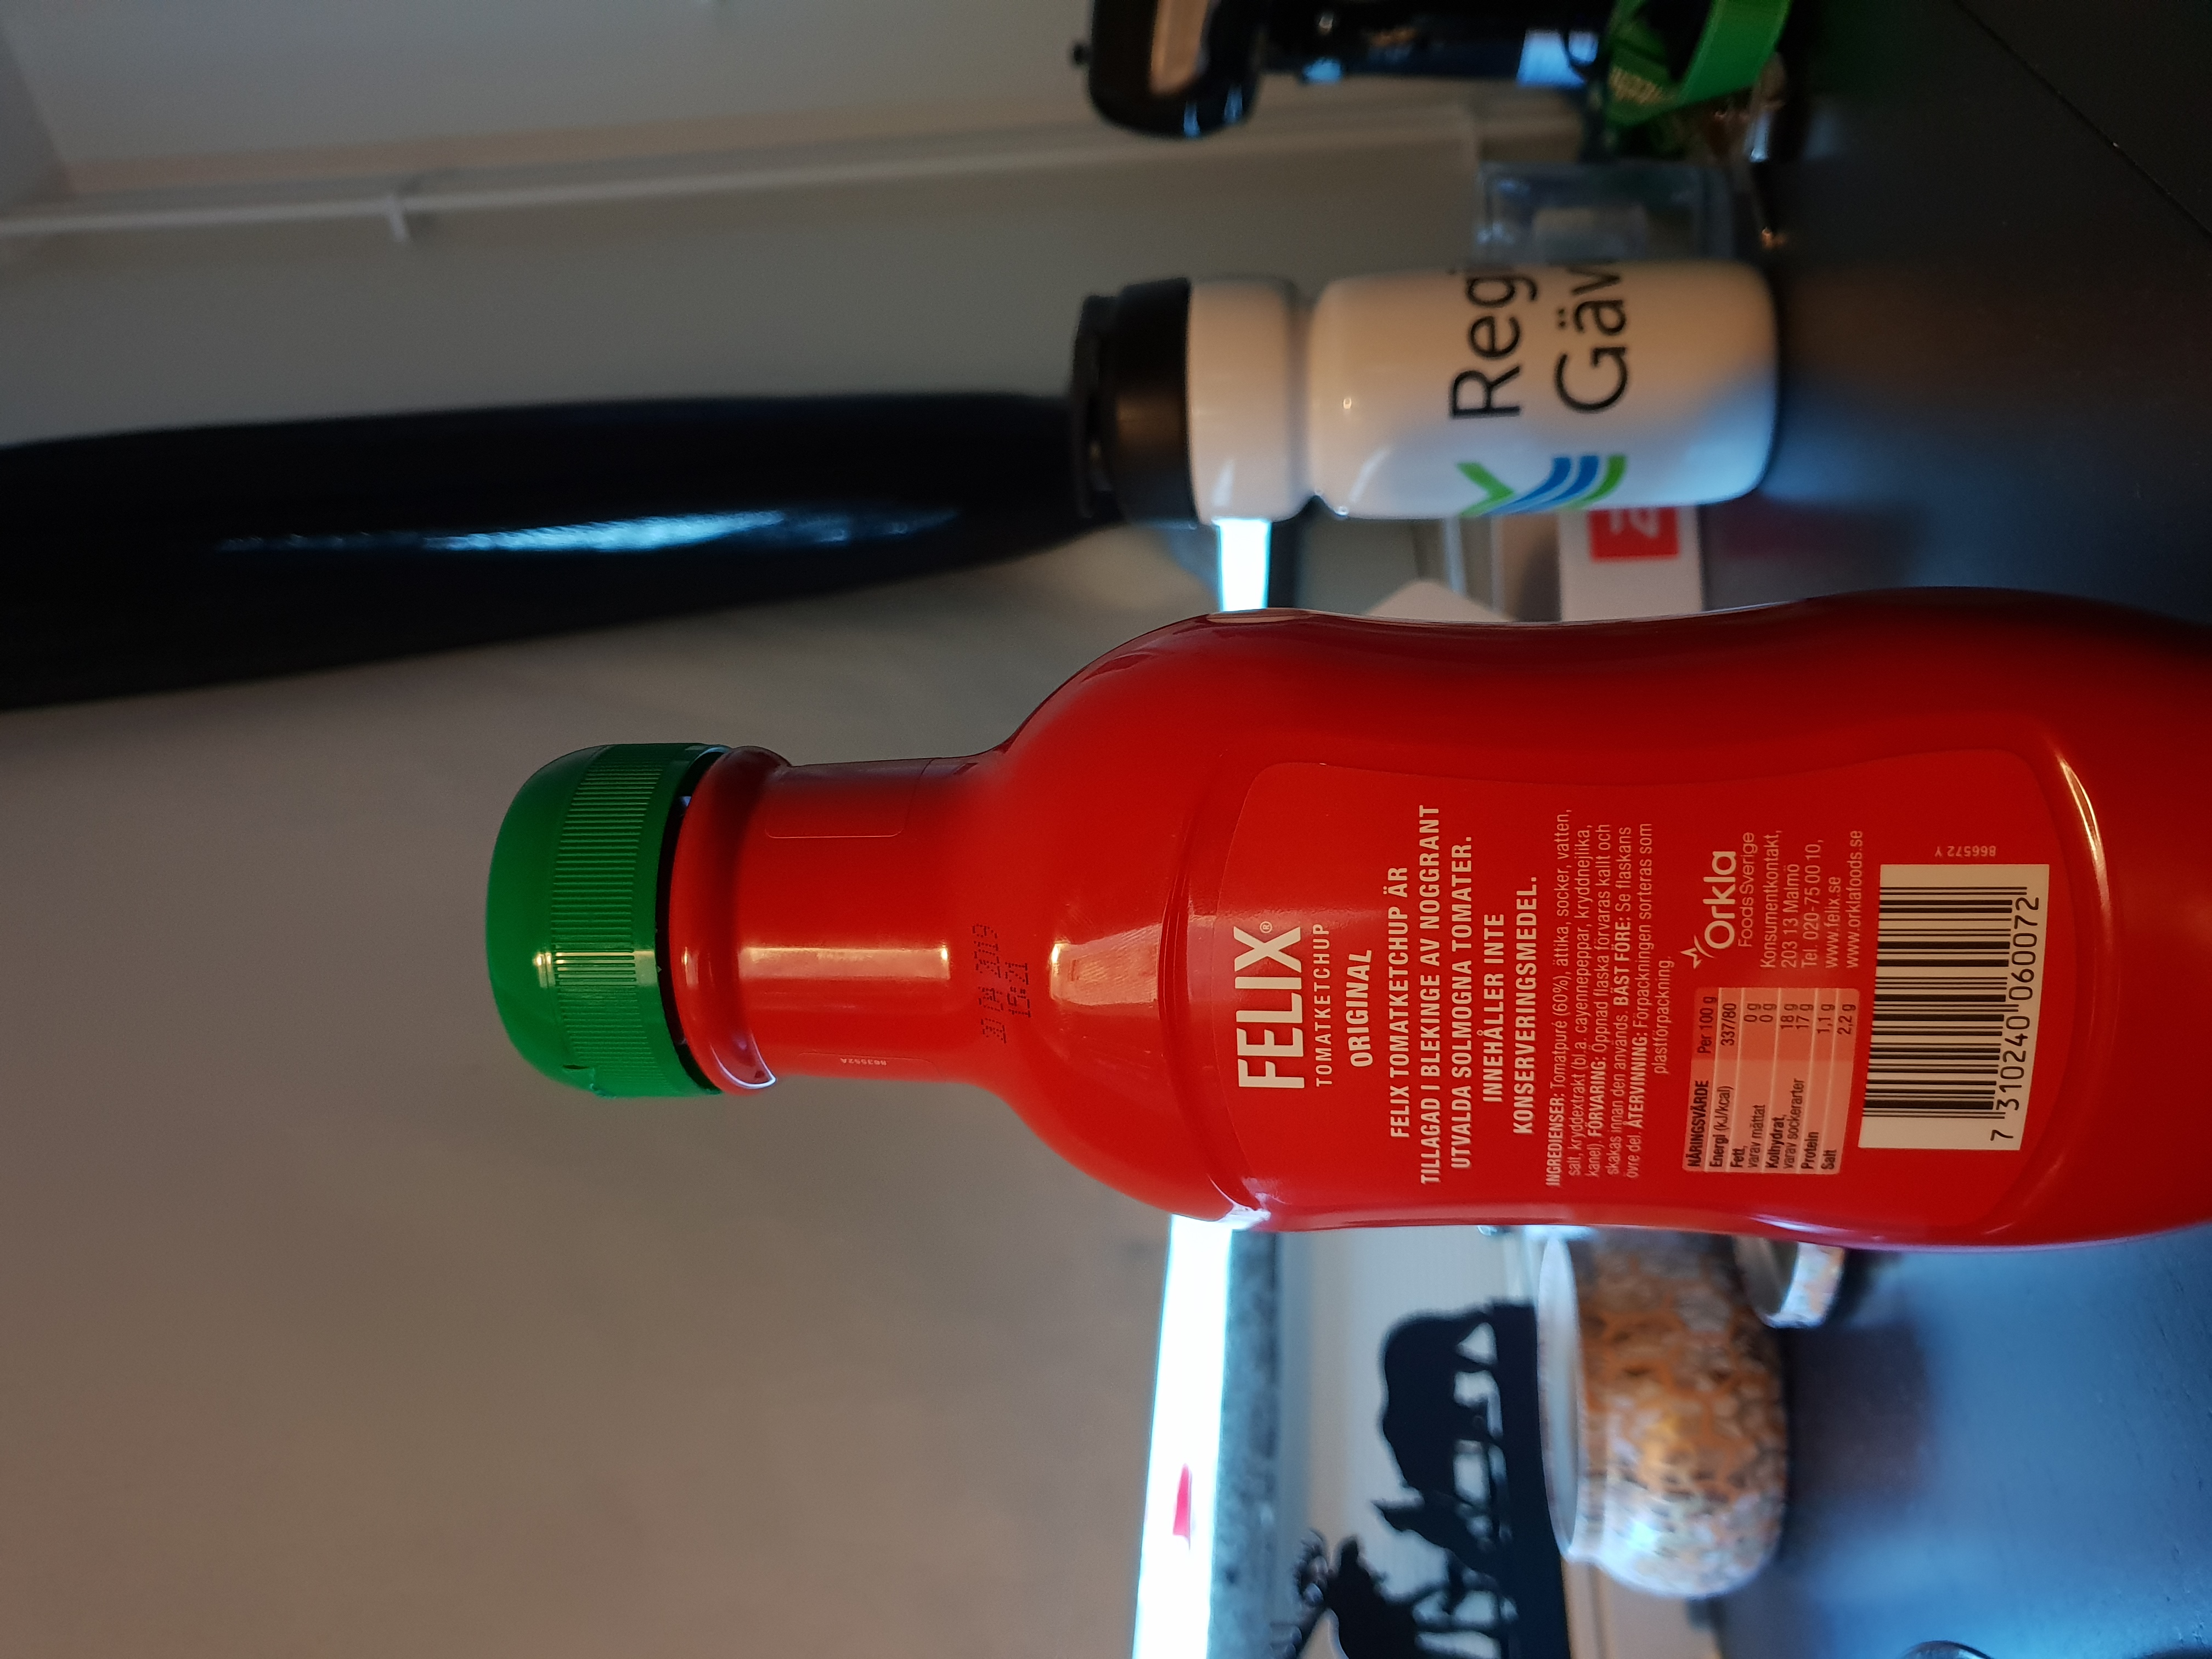 20 04 2019
15:21
FELIX®
TOMATKETCHUP
ORIGINAL
FELIX TOMATKETCHUP ÄR
TILLAGAD I BLEKINGE AV NOGGRANT
UTVALDA SOLMOGNA TOMATER.
INNEHÅLLER INTE
KONSERVERINGSMEDEL.
INGREDIENSER: Tomatpuré (60%), ättika, socker, vatten,
salt, kryddextrakt (bl.a. cayennepeppar, kryddnejlika,
kanel). FÖRVARING: Öppnad flaska förvaras kallt och
skakas innan den används. BÄST FÖRE: Se flaskans
övre del. ÅTERVINNING: Förpackningen sorteras som
plastförpackning.
NÄRINGSVÄRDE Per 100 g
Energi (kJ/kcal) 337/80
Fett, 0 g
varav mättat 0 g
Kolhydrat, 18 g
varav sockerarter 17 g
Protein 1,1 g
Salt 2,2 g
Orkla
Foods Sverige
Konsumentkontakt,
203 13 Malmö
Tel. 020-75 00 10,
www.felix.se
www.orklafoods.se
866572 Y
7 310240 060072
Regi
Gäv